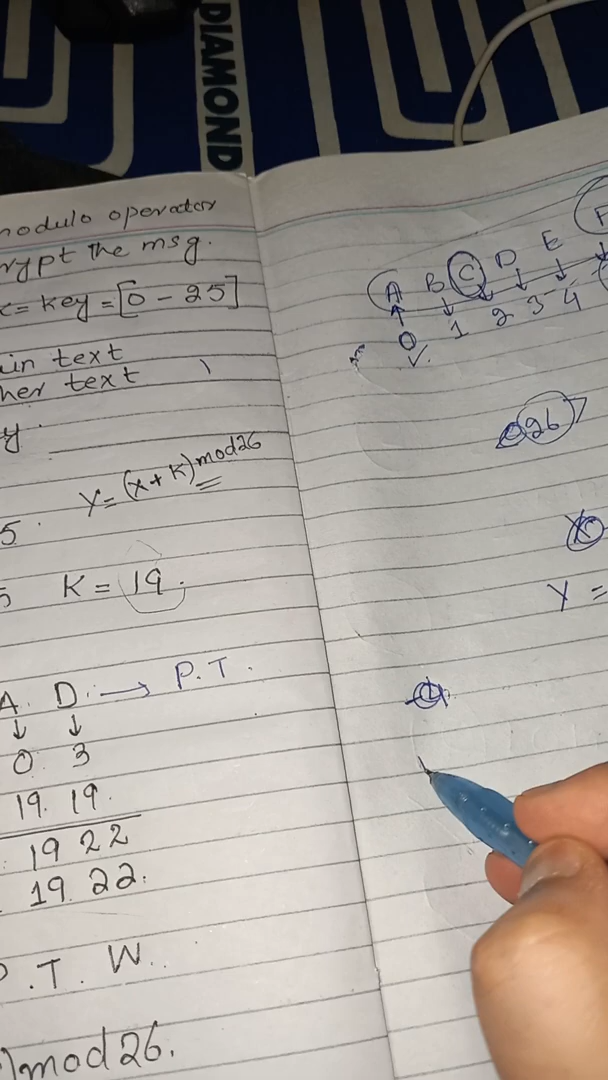 DIAMOND
modulo operator
rypt the msg.
= key = [0 - 25]
in text
her text
y.
Y = (x + K) mod 26
5.
K = 19.
A. D. → P.T.
↓ ↓
0 3
19. 19.
19 22
19 22.
.T. W.
) mod 26.
A B C D E F
0 1 2 3 4
26
Y =